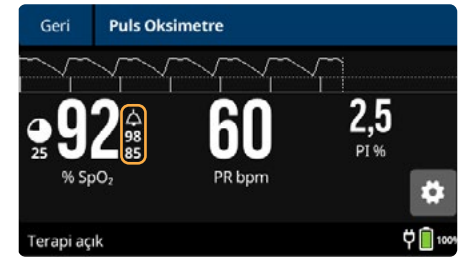 Geri Puls Oksimetre
25 92 98 85 60 2,5
% SpO₂ PR bpm PI %
Terapi açık 100%